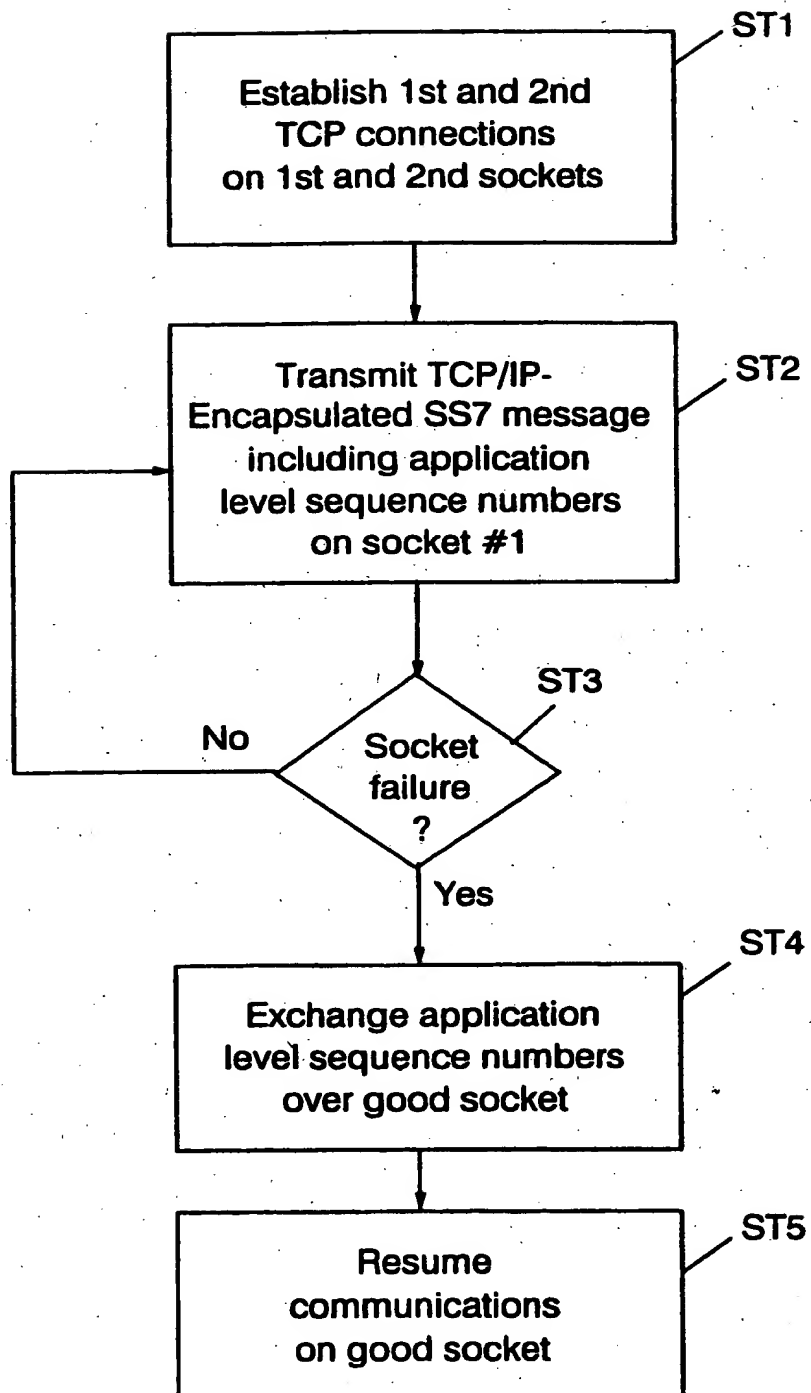 ST1
Establish 1st and 2nd
TCP connections
on 1st and 2nd sockets
ST2
Transmit TCP/IP-
Encapsulated SS7 message
including application
level sequence numbers
on socket #1
ST3
No
Socket
failure
?
Yes
ST4
Exchange application
level sequence numbers
over good socket
ST5
Resume
communications
on good socket